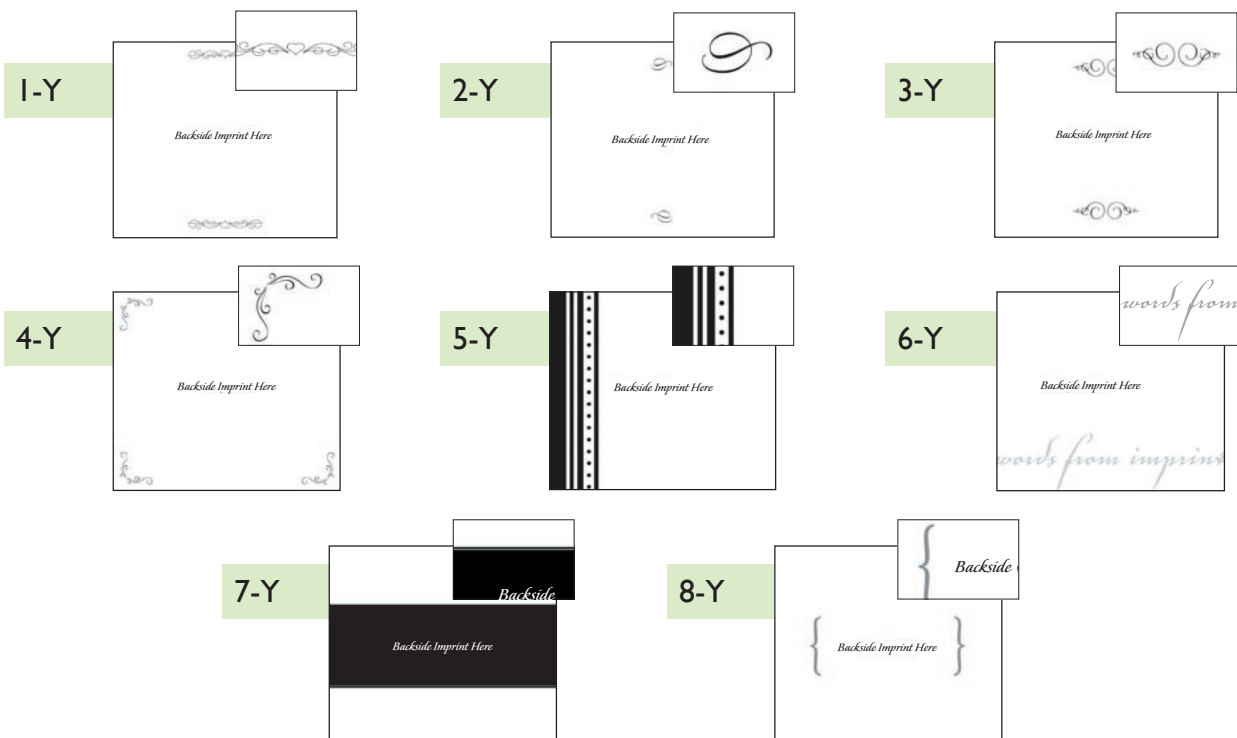 1-Y
Backside Imprint Here
2-Y
Backside Imprint Here
3-Y
Backside Imprint Here
4-Y
Backside Imprint Here
5-Y
Backside Imprint Here
words from
6-Y
Backside Imprint Here
words from imprint
7-Y
Backside
Backside Imprint Here
8-Y
Backside
Backside Imprint Here